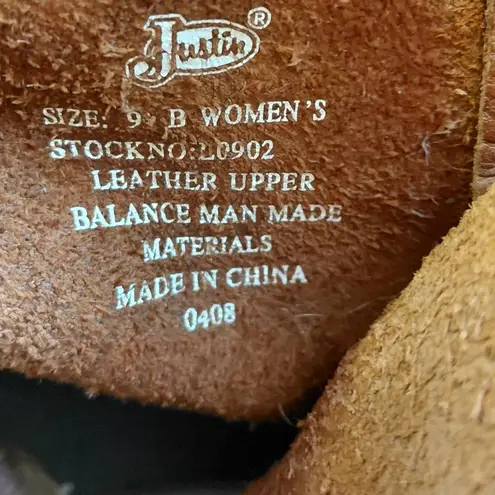 Justin ®
SIZE: 9 B WOMEN'S
STOCKNO: L0902
LEATHER UPPER
BALANCE MAN MADE
MATERIALS
MADE IN CHINA
0408